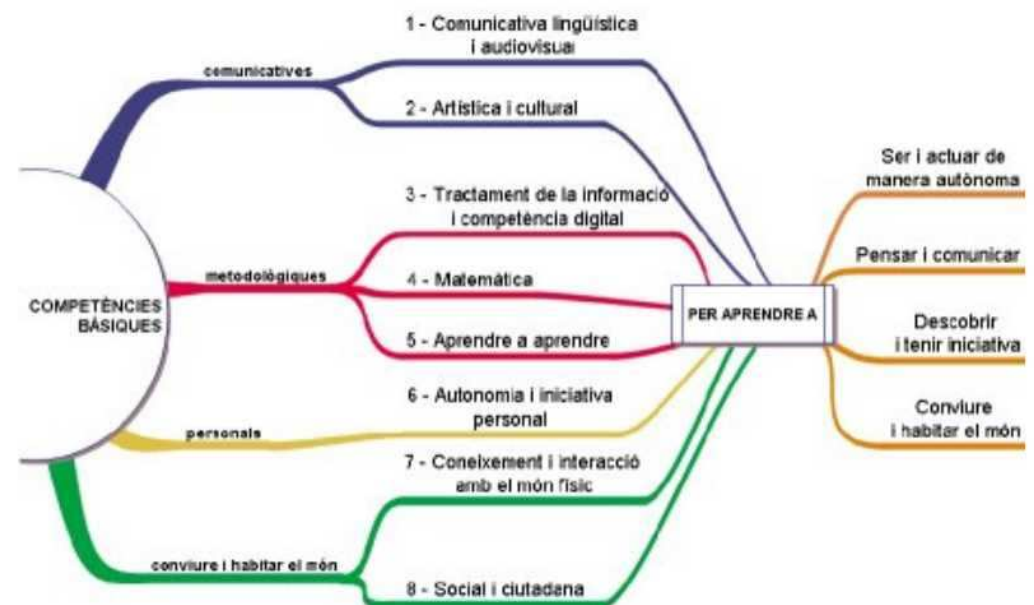 COMPETÈNCIES
BÀSIQUES
comunicatives
1 - Comunicativa lingüística
i audiovisual
2 - Artística i cultural
metodològiques
3 - Tractament de la informació
i competència digital
4 - Matemàtica
5 - Aprendre a aprendre
personals
6 - Autonomia i iniciativa
personal
conviure i habitar el món
7 - Coneixement i interacció
amb el món físic
8 - Social i ciutadana
PER APRENDRE A
Ser i actuar de
manera autònoma
Pensar i comunicar
Descobrir
i tenir iniciativa
Conviure
i habitar el món